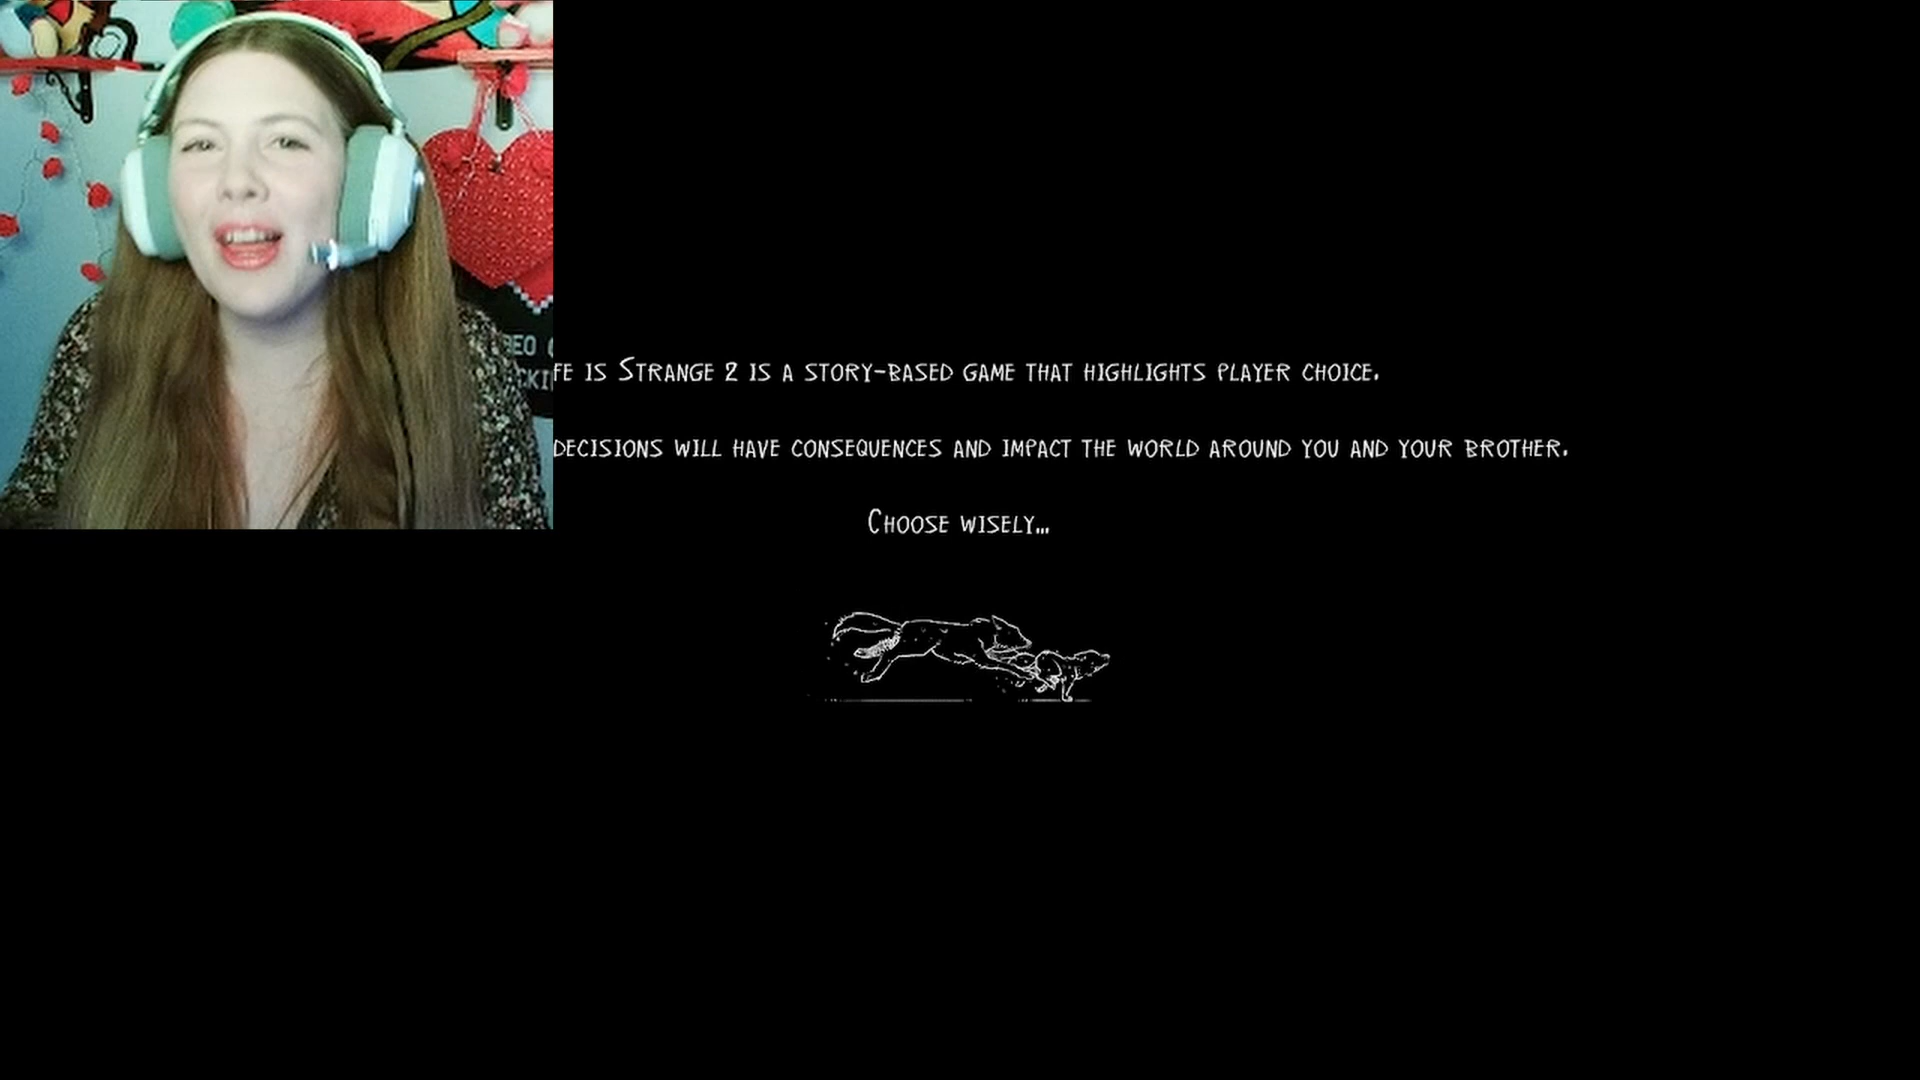 FE IS STRANGE 2 IS A STORY-BASED GAME THAT HIGHLIGHTS PLAYER CHOICE.
DECISIONS WILL HAVE CONSEQUENCES AND IMPACT THE WORLD AROUND YOU AND YOUR BROTHER.
CHOOSE WISELY...